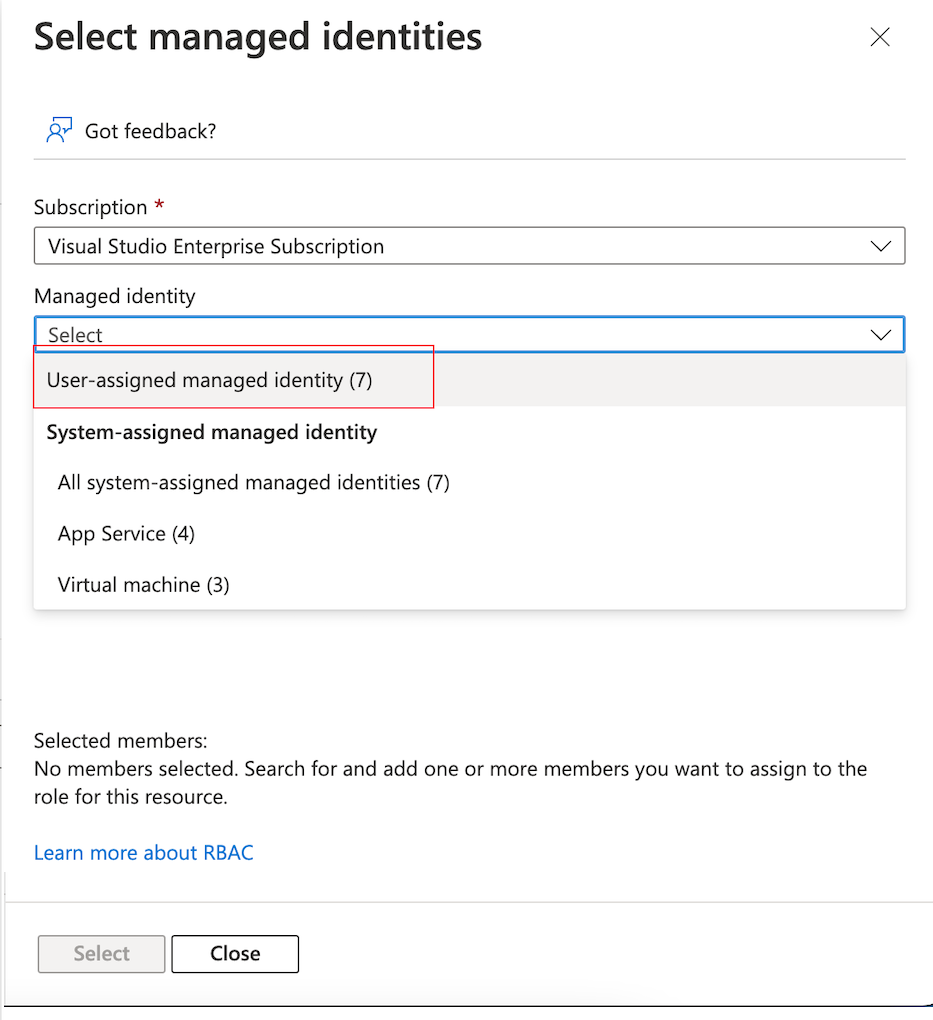 Select managed identities
Got feedback?
Subscription *
Visual Studio Enterprise Subscription
Managed identity
Select
User-assigned managed identity (7)
System-assigned managed identity
All system-assigned managed identities (7)
App Service (4)
Virtual machine (3)
Selected members:
No members selected. Search for and add one or more members you want to assign to the
role for this resource.
Learn more about RBAC
Select
Close